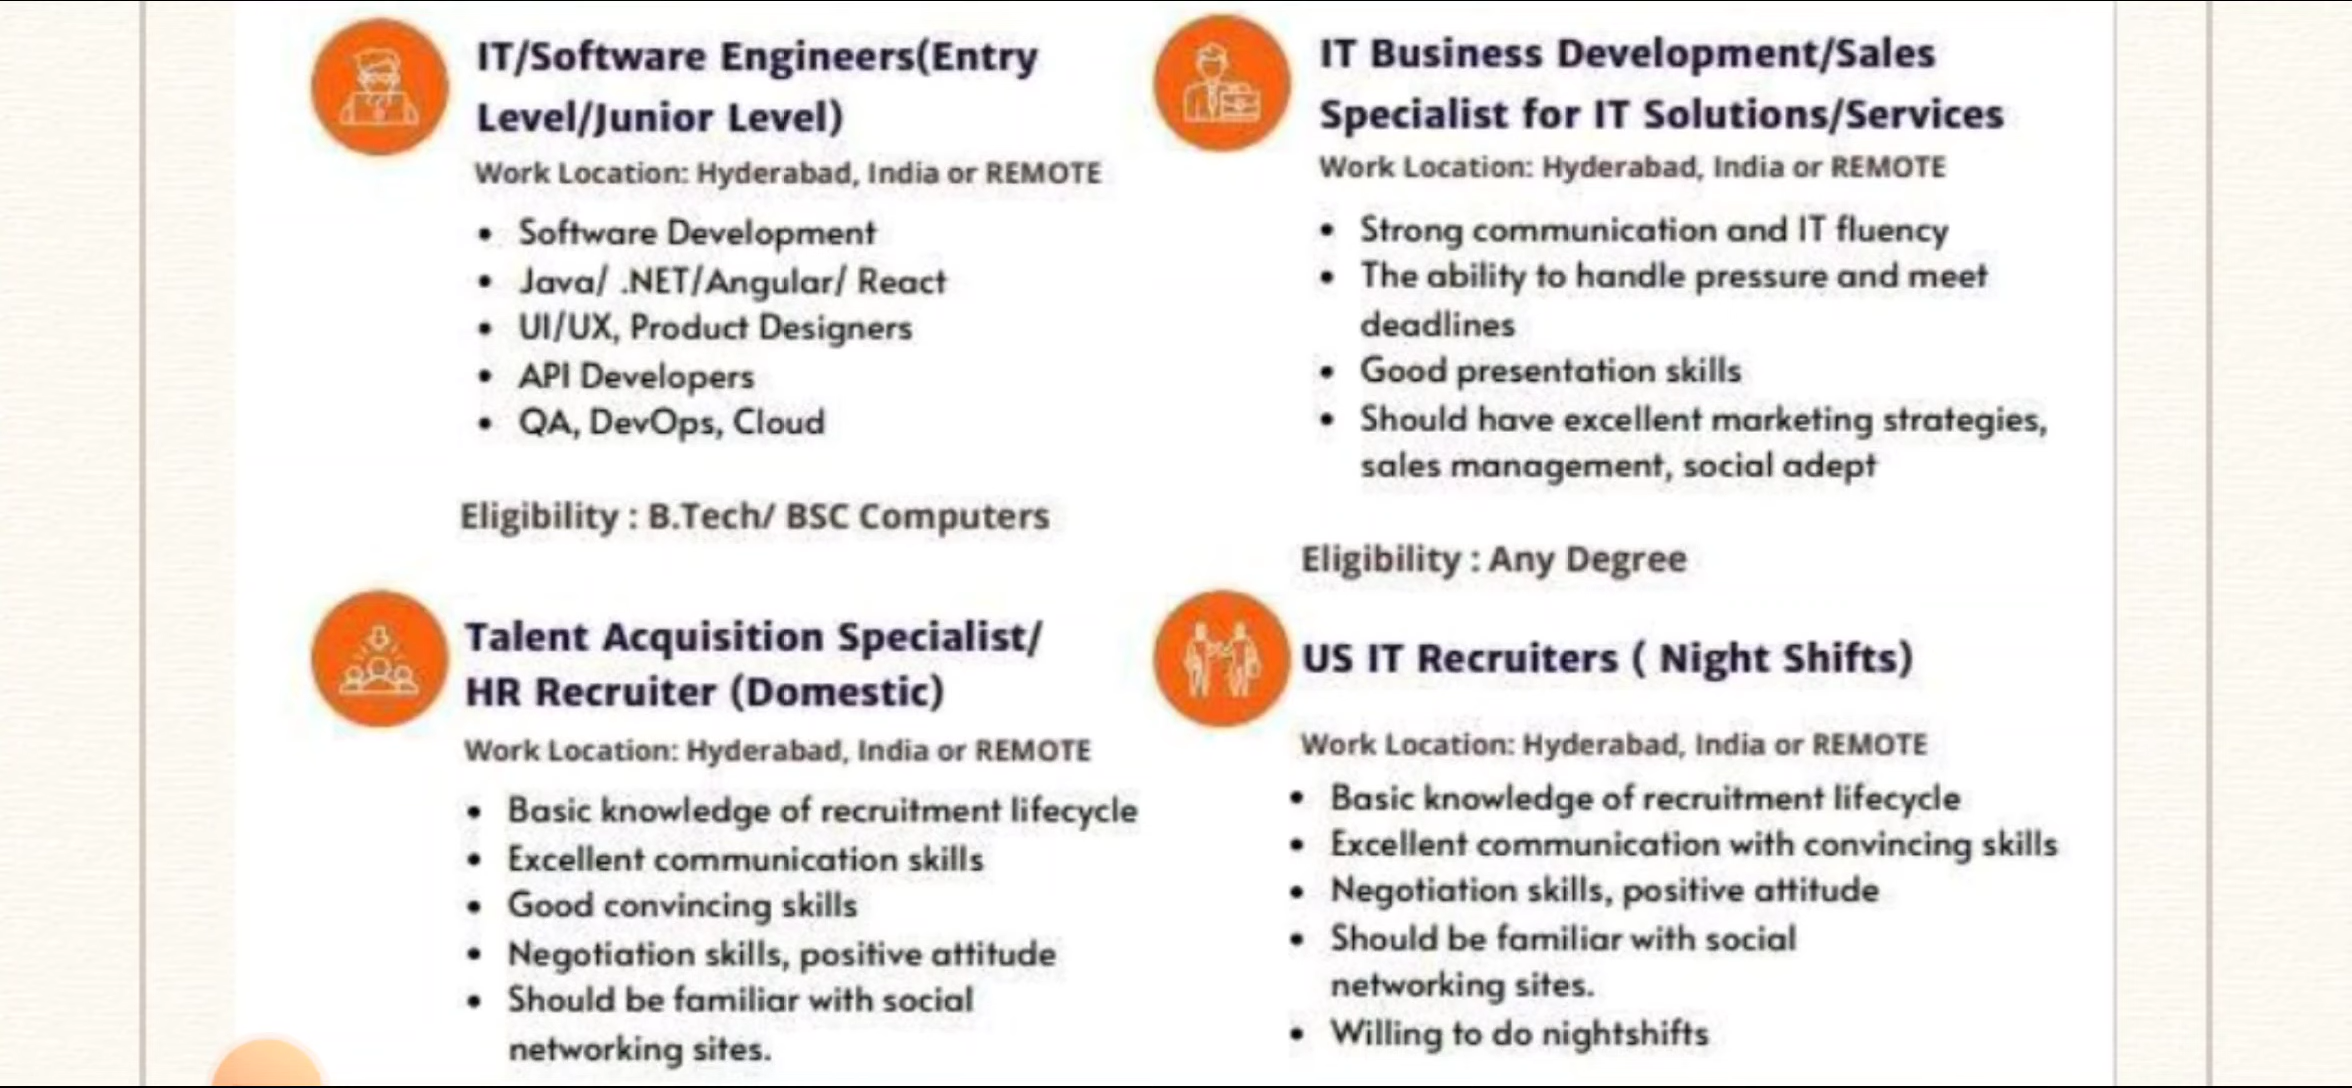 IT/Software Engineers(Entry
Level/Junior Level)
Work Location: Hyderabad, India or REMOTE
• Software Development
• Java/ .NET/Angular/ React
• UI/UX, Product Designers
• API Developers
• QA, DevOps, Cloud
Eligibility : B.Tech/ BSC Computers
IT Business Development/Sales
Specialist for IT Solutions/Services
Work Location: Hyderabad, India or REMOTE
• Strong communication and IT fluency
• The ability to handle pressure and meet
deadlines
• Good presentation skills
• Should have excellent marketing strategies,
sales management, social adept
Eligibility : Any Degree
Talent Acquisition Specialist/
HR Recruiter (Domestic)
Work Location: Hyderabad, India or REMOTE
• Basic knowledge of recruitment lifecycle
• Excellent communication skills
• Good convincing skills
• Negotiation skills, positive attitude
• Should be familiar with social
networking sites.
US IT Recruiters ( Night Shifts)
Work Location: Hyderabad, India or REMOTE
• Basic knowledge of recruitment lifecycle
• Excellent communication with convincing skills
• Negotiation skills, positive attitude
• Should be familiar with social
networking sites.
• Willing to do nightshifts